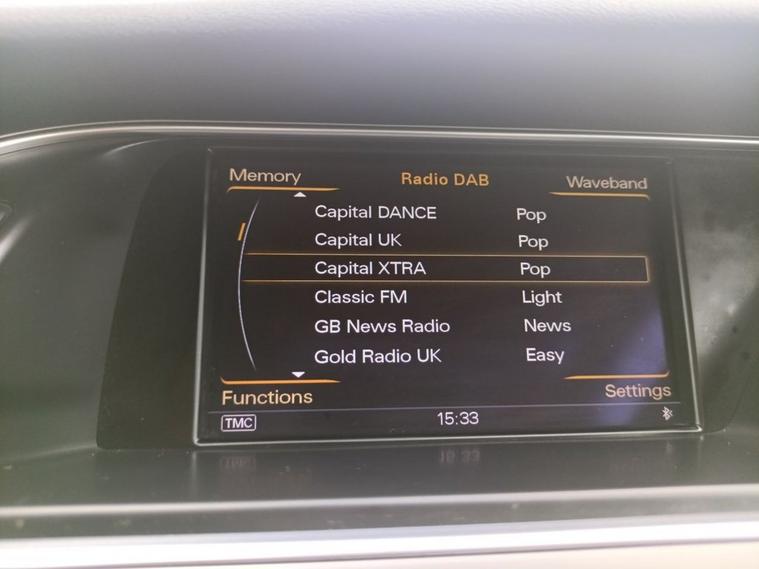 Memory Radio DAB Waveband
Capital DANCE Pop
Capital UK Pop
Capital XTRA Pop
Classic FM Light
GB News Radio News
Gold Radio UK Easy
Functions Settings
TMC 15:33